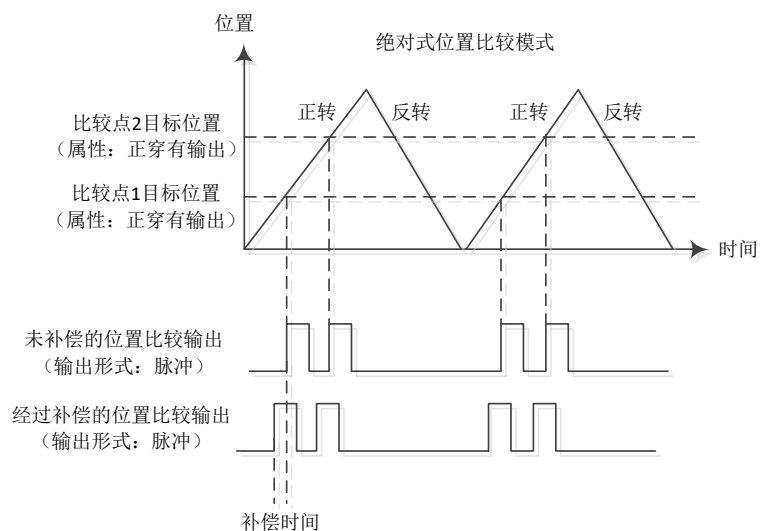 位置
绝对式位置比较模式
正转
反转
正转
反转
比较点2目标位置
（属性：正穿有输出）
比较点1目标位置
（属性：正穿有输出）
时间
未补偿的位置比较输出
（输出形式：脉冲）
经过补偿的位置比较输出
（输出形式：脉冲）
补偿时间